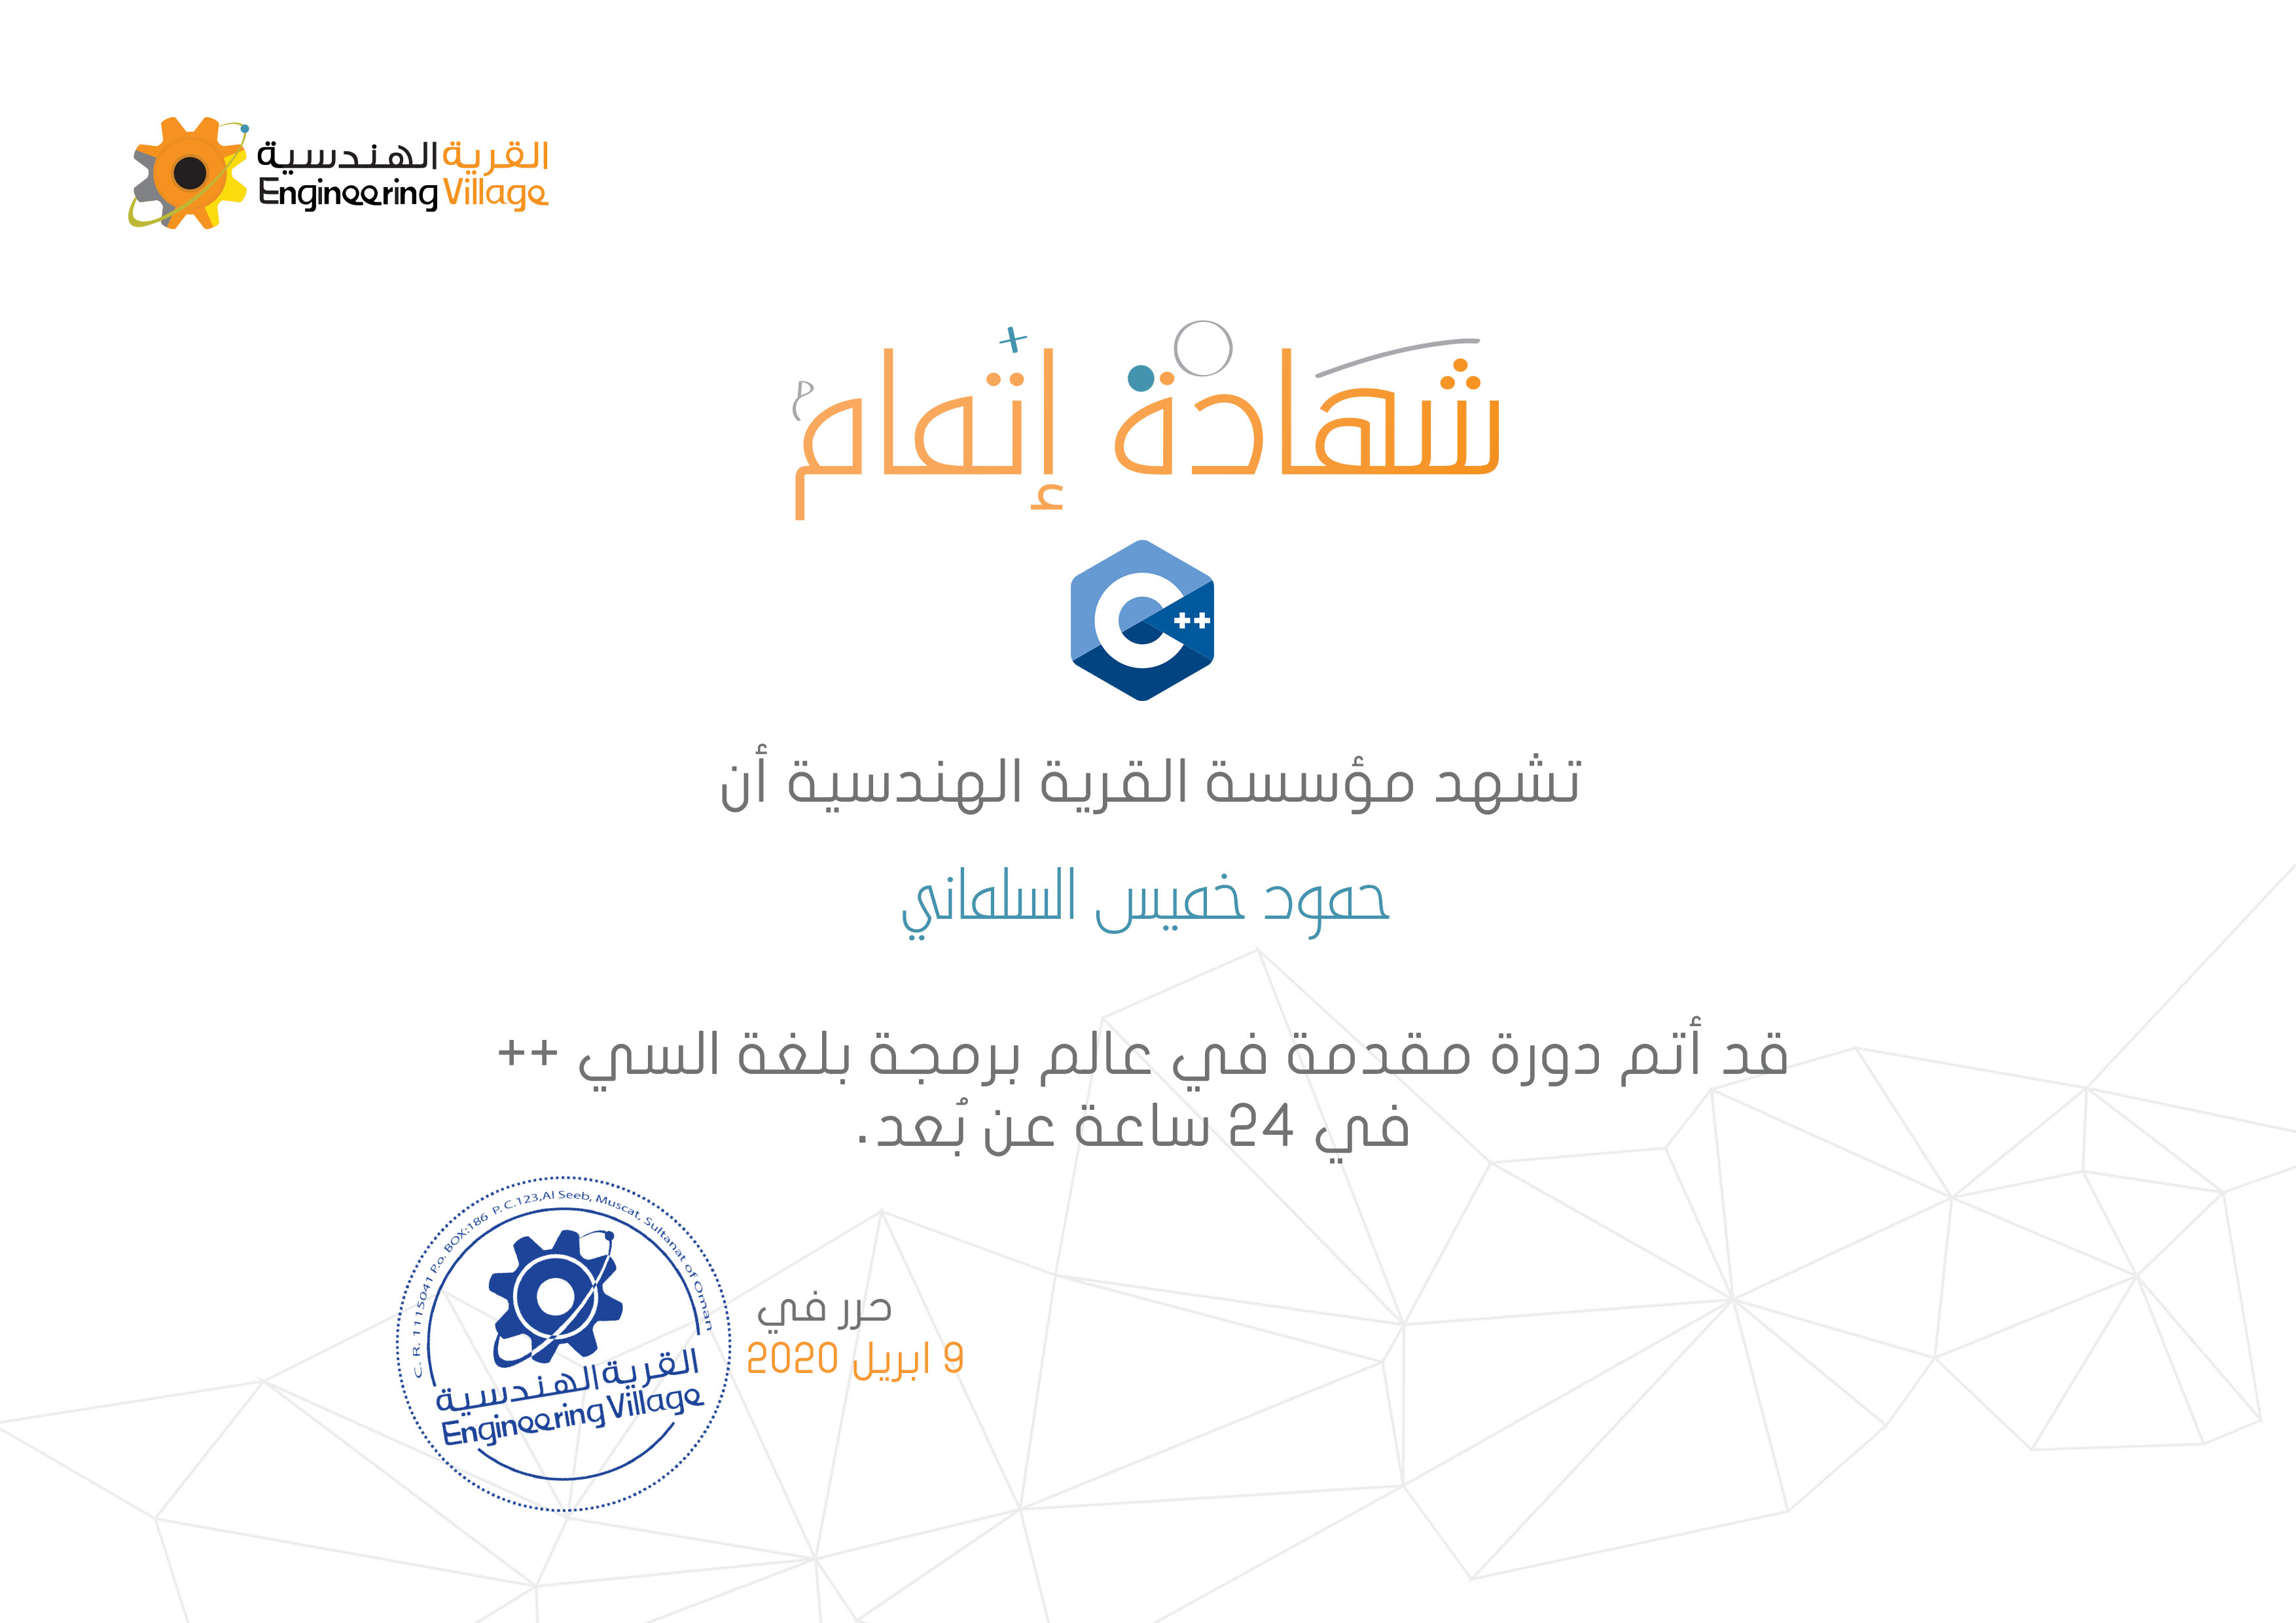 القرية الهندسية
Engineering Village
شهادة إتمام
C++
تشهد مؤسسة القرية الهندسية أن
حمود خميس السلماني
قد أتم دورة مقدمة في عالم برمجة بلغة السي ++
في 24 ساعة عن بُعد.
C. R. 1115041 P.o. BOX:186 P. C.123,Al Seeb, Muscat, Sultanat of Oman
القرية الهندسية
Engineering Village
حرر في
9 ابريل 2020